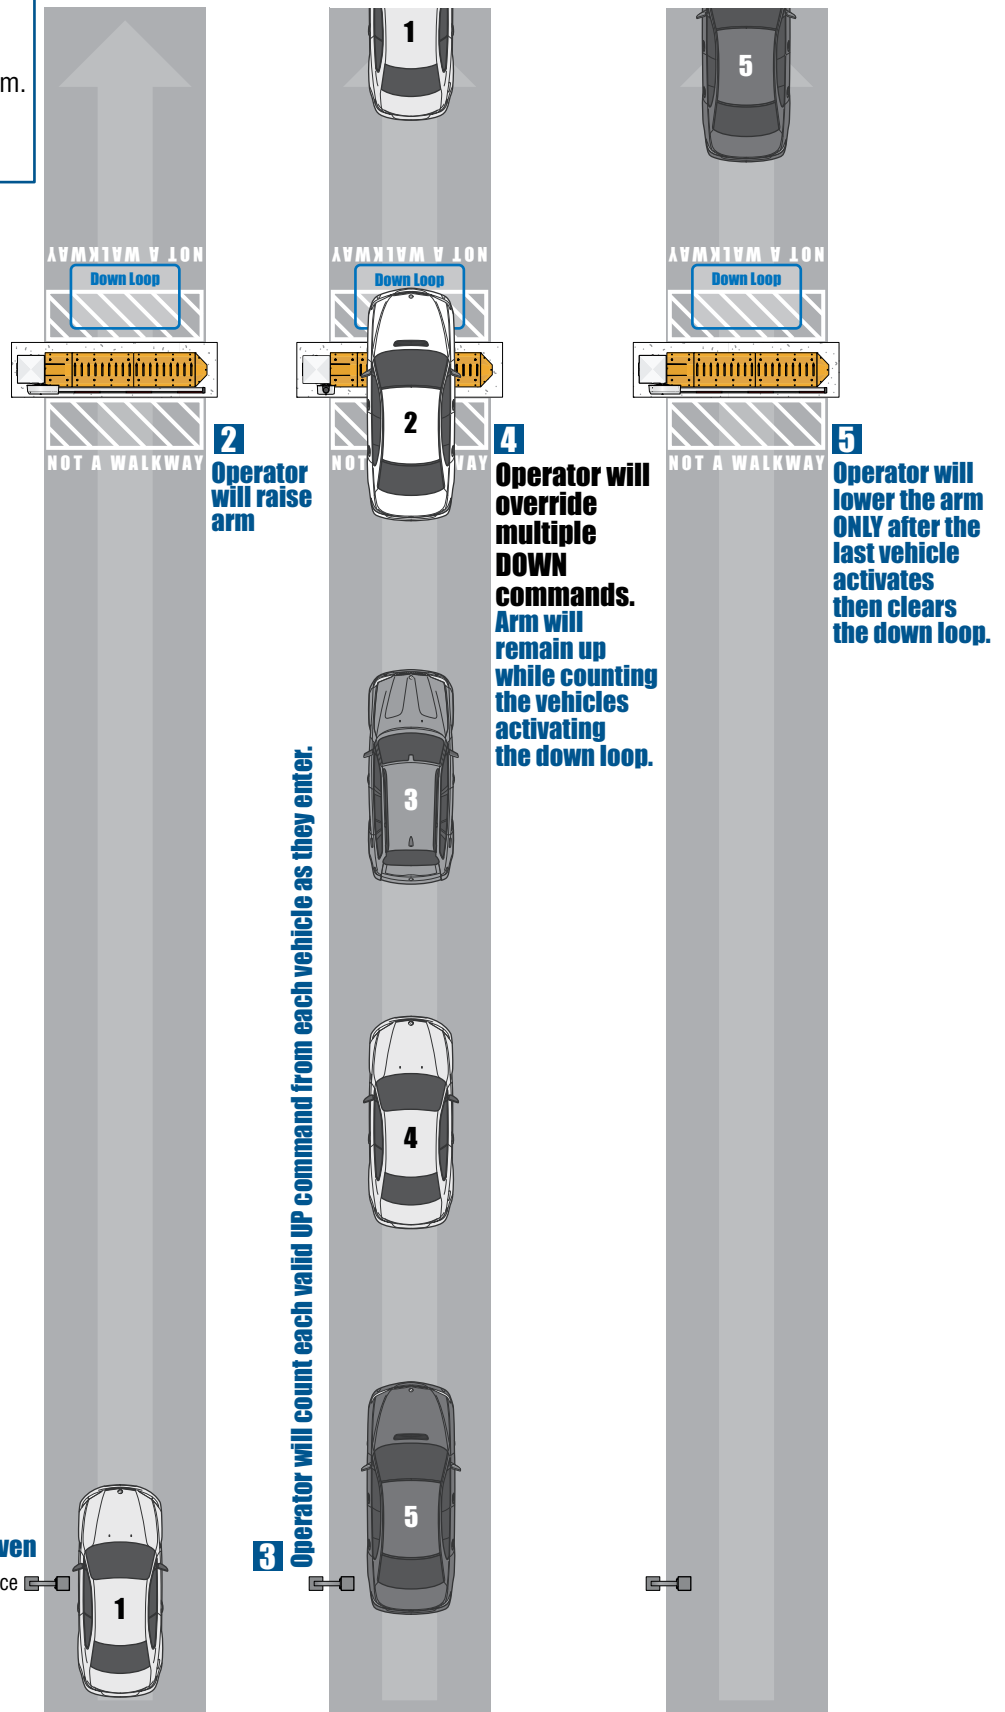 m.
1
5
NOT A WALKWAY
Down Loop
NOT A WALKWAY
2
Operator
will raise
arm
ven
ce
1
NOT A WALKWAY
Down Loop
2
NOT
WAY
4
Operator will
override
multiple
DOWN
commands.
Arm will
remain up
while counting
the vehicles
activating
the down loop.
3
4
5
3
Operator will count each valid UP command from each vehicle as they enter.
NOT A WALKWAY
Down Loop
NOT A WALKWAY
5
Operator will
lower the arm
ONLY after the
last vehicle
activates
then clears
the down loop.